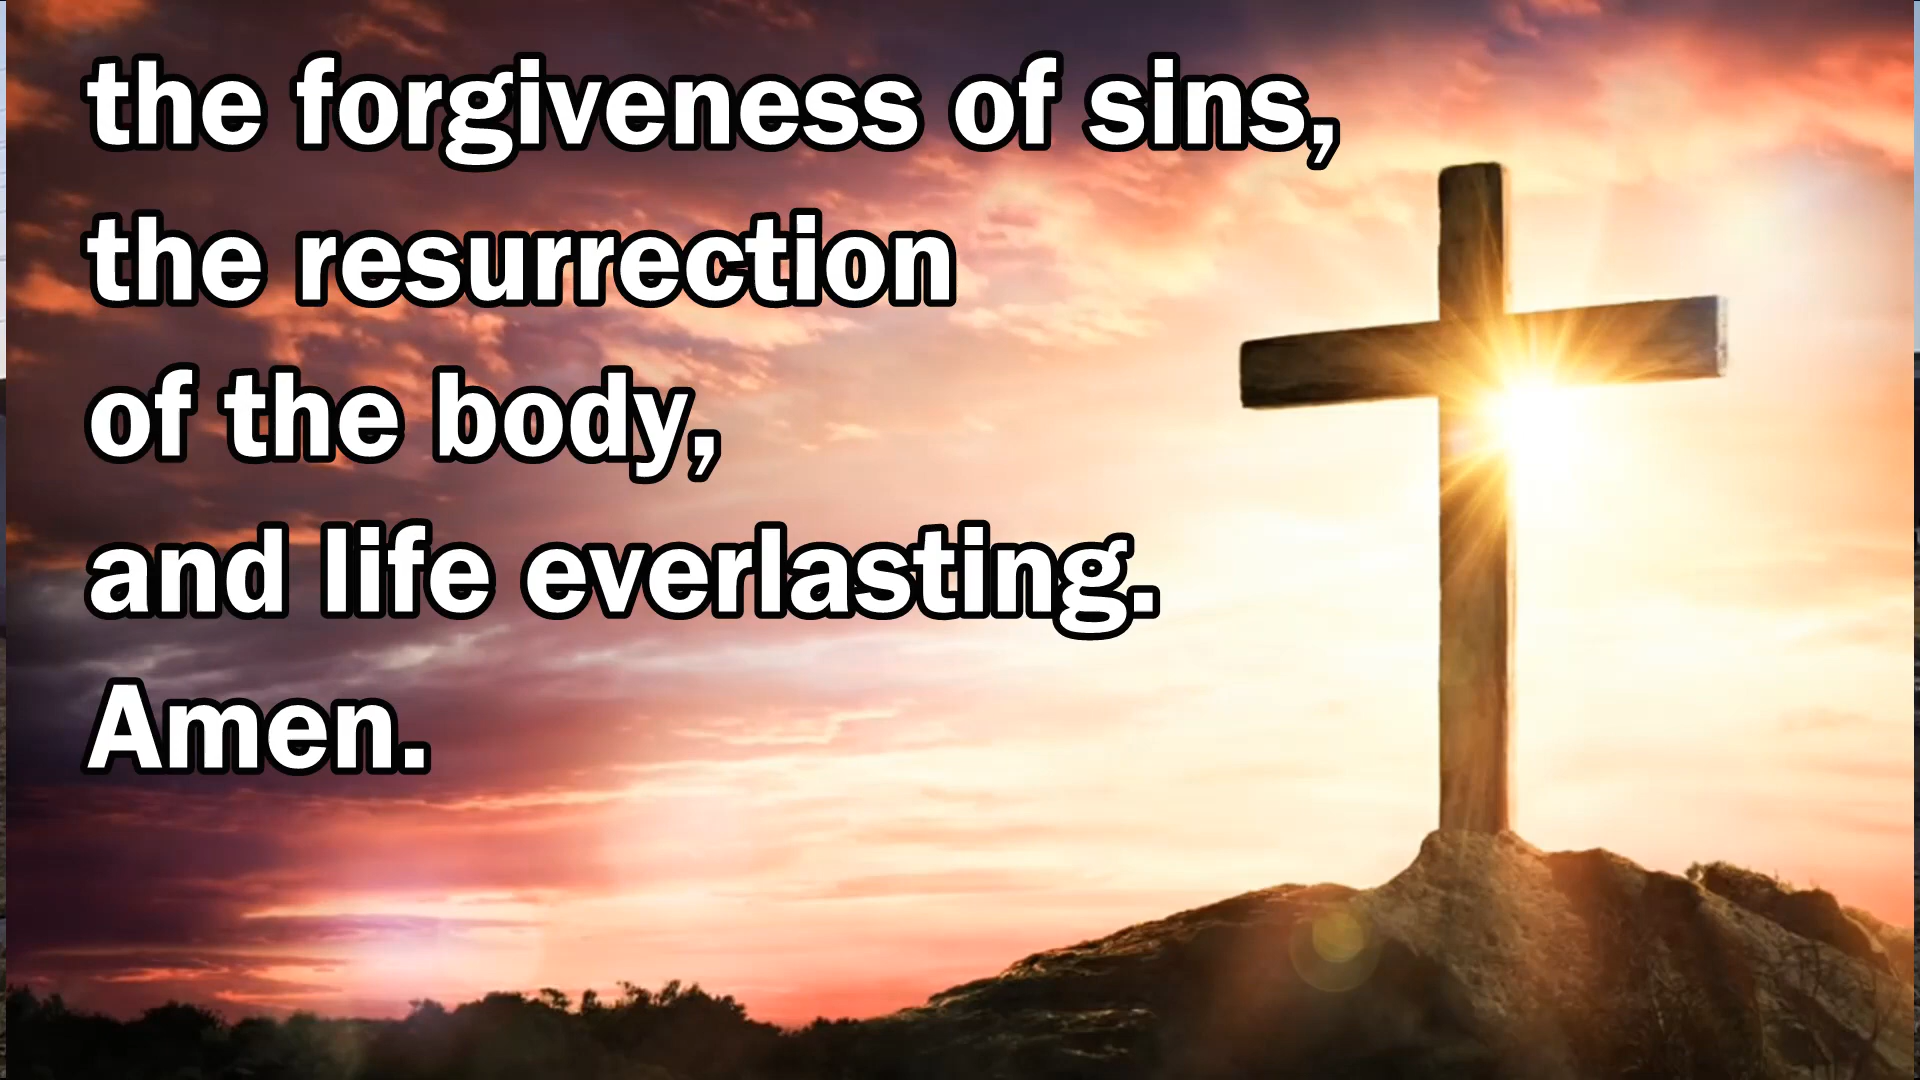 the forgiveness of sins,
the resurrection
of the body,
and life everlasting.
Amen.